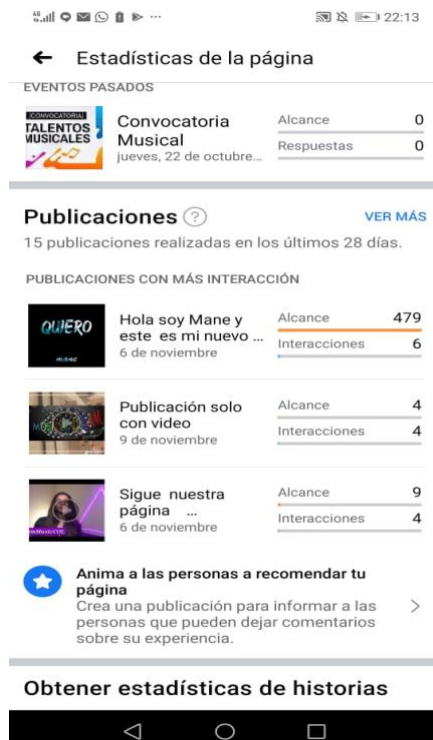 22:13
Estadísticas de la página
EVENTOS PASADOS
¡CONVOCATORIA!
TALENTOS
MUSICALES
Convocatoria
Musical
jueves, 22 de octubre...
Alcance 0
Respuestas 0
Publicaciones ?
VER MÁS
15 publicaciones realizadas en los últimos 28 días.
PUBLICACIONES CON MÁS INTERACCIÓN
QUIERO
Hola soy Mane y
este es mi nuevo ...
6 de noviembre
Alcance 479
Interacciones 6
Publicación solo
con video
9 de noviembre
Alcance 4
Interacciones 4
Sigue nuestra
página ...
6 de noviembre
Alcance 9
Interacciones 4
Anima a las personas a recomendar tu
página
Crea una publicación para informar a las
personas que pueden dejar comentarios
sobre su experiencia.
Obtener estadísticas de historias